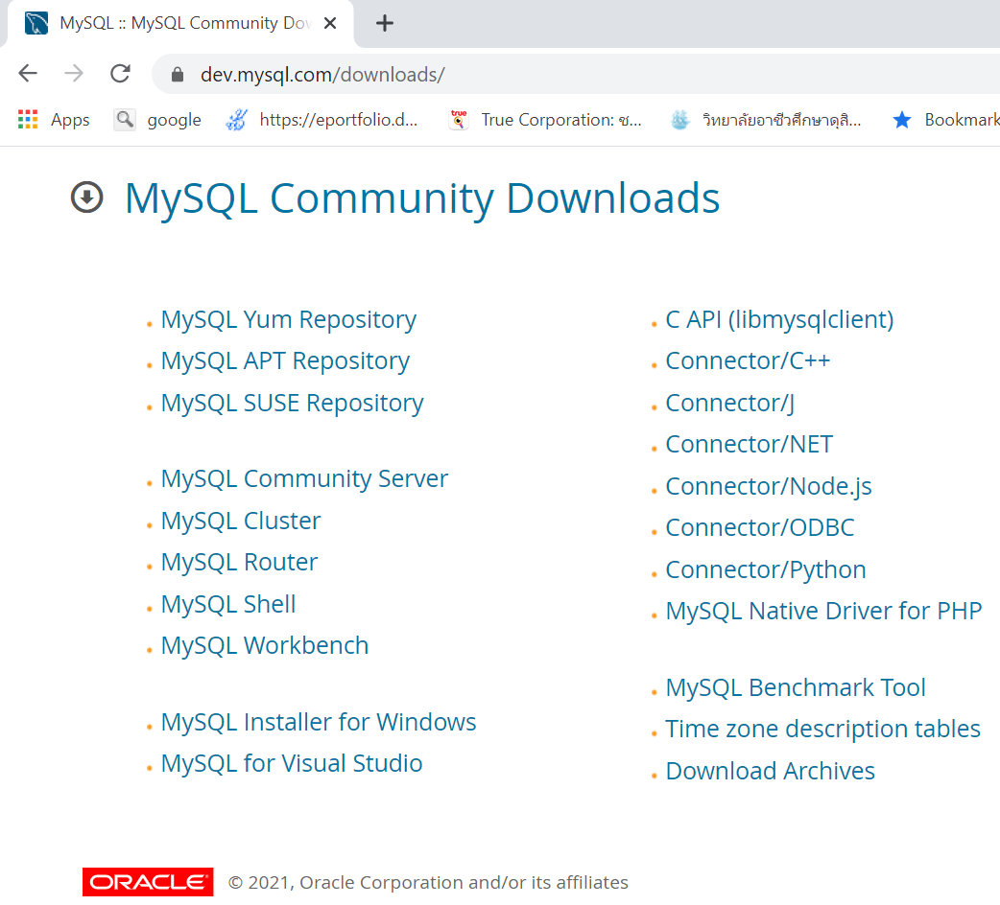 MySQL :: MySQL Community Dow
dev.mysql.com/downloads/
Apps
google
https://eportfolio.d...
true
True Corporation: ช...
วิทยาลัยอาชีวศึกษาดุสิ...
Bookmark
MySQL Community Downloads
MySQL Yum Repository
MySQL APT Repository
MySQL SUSE Repository
MySQL Community Server
MySQL Cluster
MySQL Router
MySQL Shell
MySQL Workbench
MySQL Installer for Windows
MySQL for Visual Studio
C API (libmysqlclient)
Connector/C++
Connector/J
Connector/NET
Connector/Node.js
Connector/ODBC
Connector/Python
MySQL Native Driver for PHP
MySQL Benchmark Tool
Time zone description tables
Download Archives
ORACLE © 2021, Oracle Corporation and/or its affiliates